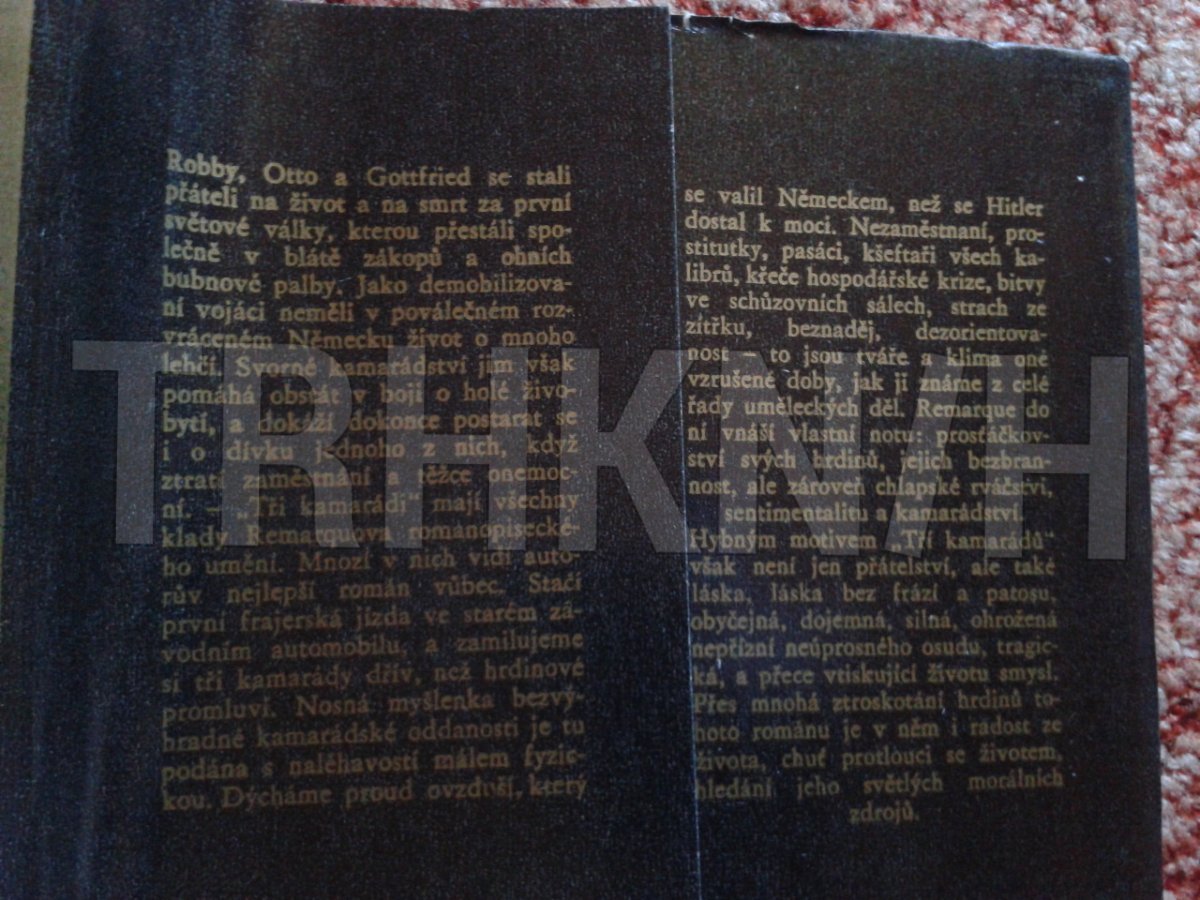 Robby, Otto a Gottfried se stali
přáteli na život a na smrt za první
světové války, kterou přestáli spo-
lečně v blátě zákopů a ohních
bubnové palby. Jako demobilizova-
ní vojáci neměli v poválečném roz-
vráceném Německu život o mnoho
lehčí. Svorné kamarádství jim však
pomáhá obstát v boji o holé živo-
bytí, a dokáží dokonce postarat se
i o dívku jednoho z nich, když
ztratí zaměstnání a těžce onemoc-
ní. – „Tři kamarádi“ mají všechny
klady Remarquova romanopisecké-
ho umění. Mnozí v nich vidí auto-
rův nejlepší román vůbec. Stačí
první frajerská jízda ve starém zá-
vodním automobilu, a zamilujeme
si tři kamarády dřív, než hrdinové
promluví. Nosná myšlenka bezvý-
hradné kamarádské oddanosti je tu
podána s naléhavostí málem fyzic-
kou. Dýcháme proud ovzduší, který
se valil Německem, než se Hitler
dostal k moci. Nezaměstnaní, pro-
stitutky, pasáci, kšeftaři všech ka-
librů, křeče hospodářské krize, bitvy
ve schůzovních sálech, strach ze
zítřku, beznaděj, dezorientova-
nost – to jsou tváře a klima oné
vzrušené doby, jak ji známe z celé
řady uměleckých děl. Remarque do
ní vnáší vlastní notu: prosťáčkov-
ství svých hrdinů, jejich bezbran-
nost, ale zároveň chlapské rváčství,
sentimentalitu a kamarádství.
Hybným motivem „Tří kamarádů“
však není jen přátelství, ale také
láska, láska bez frází a patosu,
obyčejná, dojemná, silná, ohrožená
nepřízní neúprosného osudu, tragic-
ká, a přece vtiskující životu smysl.
Přes mnohá ztroskotání hrdinů to-
hoto románu je v něm i radost ze
života, chuť protlouci se životem,
hledání jeho světlých morálních
zdrojů.
TRHKNIH